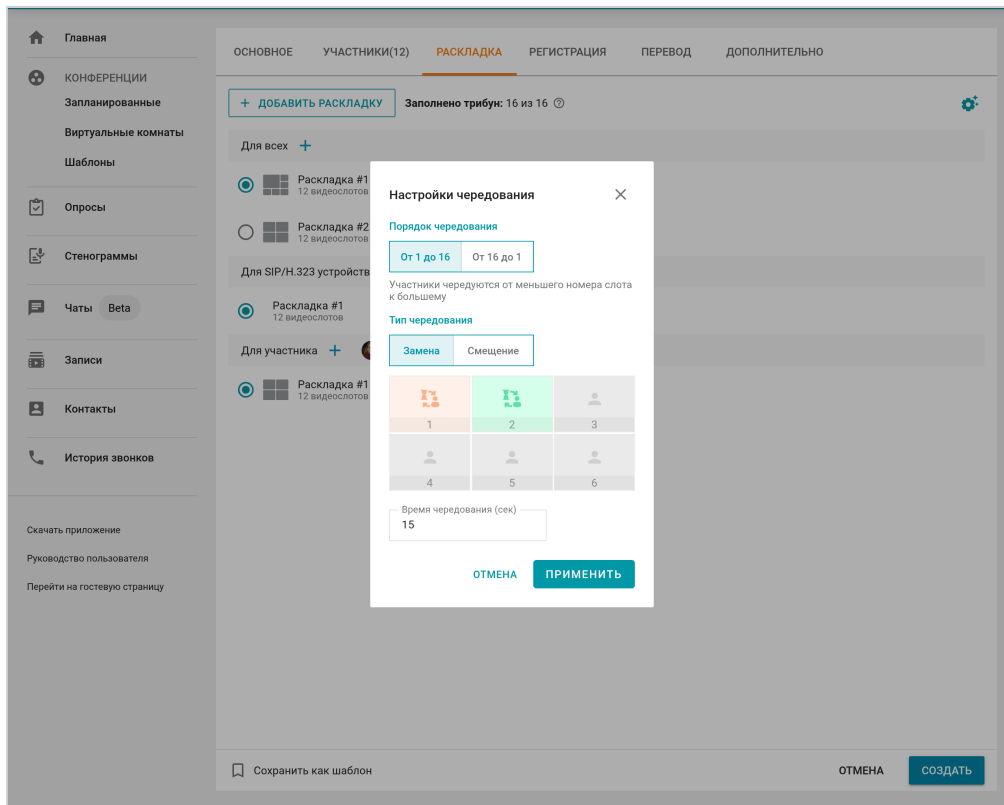 Главная
КОНФЕРЕНЦИИ
Запланированные
Виртуальные комнаты
Шаблоны
Опросы
Стенограммы
Чаты Beta
Записи
Контакты
История звонков
Скачать приложение
Руководство пользователя
Перейти на гостевую страницу
ОСНОВНОЕ УЧАСТНИКИ(12) РАСКЛАДКА РЕГИСТРАЦИЯ ПЕРЕВОД ДОПОЛНИТЕЛЬНО
+ ДОБАВИТЬ РАСКЛАДКУ Заполнено трибун: 16 из 16
Для всех +
Раскладка #1
12 видеослотов
Раскладка #2
12 видеослотов
Для SIP/H.323 устройств
Раскладка #1
12 видеослотов
Для участника +
Раскладка #1
12 видеослотов
Настройки чередования
Порядок чередования
От 1 до 16 От 16 до 1
Участники чередуются от меньшего номера слота
к большему
Тип чередования
Замена Смещение
1 2 3
4 5 6
Время чередования (сек)
15
ОТМЕНА ПРИМЕНИТЬ
Сохранить как шаблон
ОТМЕНА СОЗДАТЬ